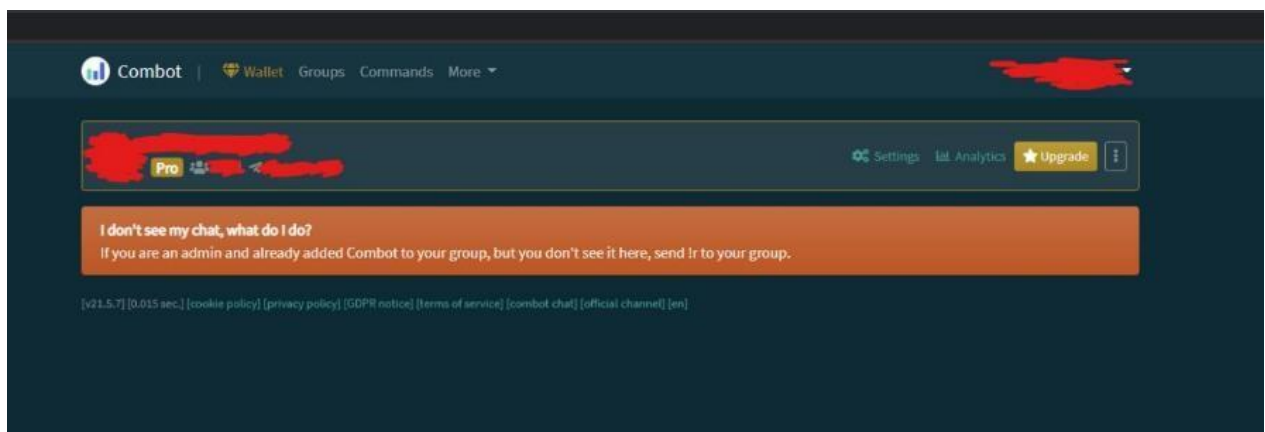 Combot | Wallet Groups Commands More
Pro
Settings Analytics Upgrade
I don't see my chat, what do I do?
If you are an admin and already added Combot to your group, but you don't see it here, send !r to your group.
[v21.5.7] [0.015 sec.] [cookie policy] [privacy policy] [GDPR notice] [terms of service] [combot chat] [official channel] [en]